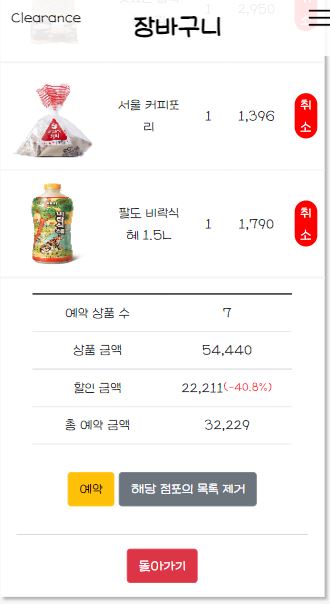 Clearance
장바구니
2,950
소
서울 커피포
리
1
1,396
취
소
팔도 비락식
혜 1.5L
1
1,790
취
소
예약 상품 수 7
상품 금액 54,440
할인 금액 22,211(-40.8%)
총 예약 금액 32,229
예약 해당 점포의 목록 제거
돌아가기